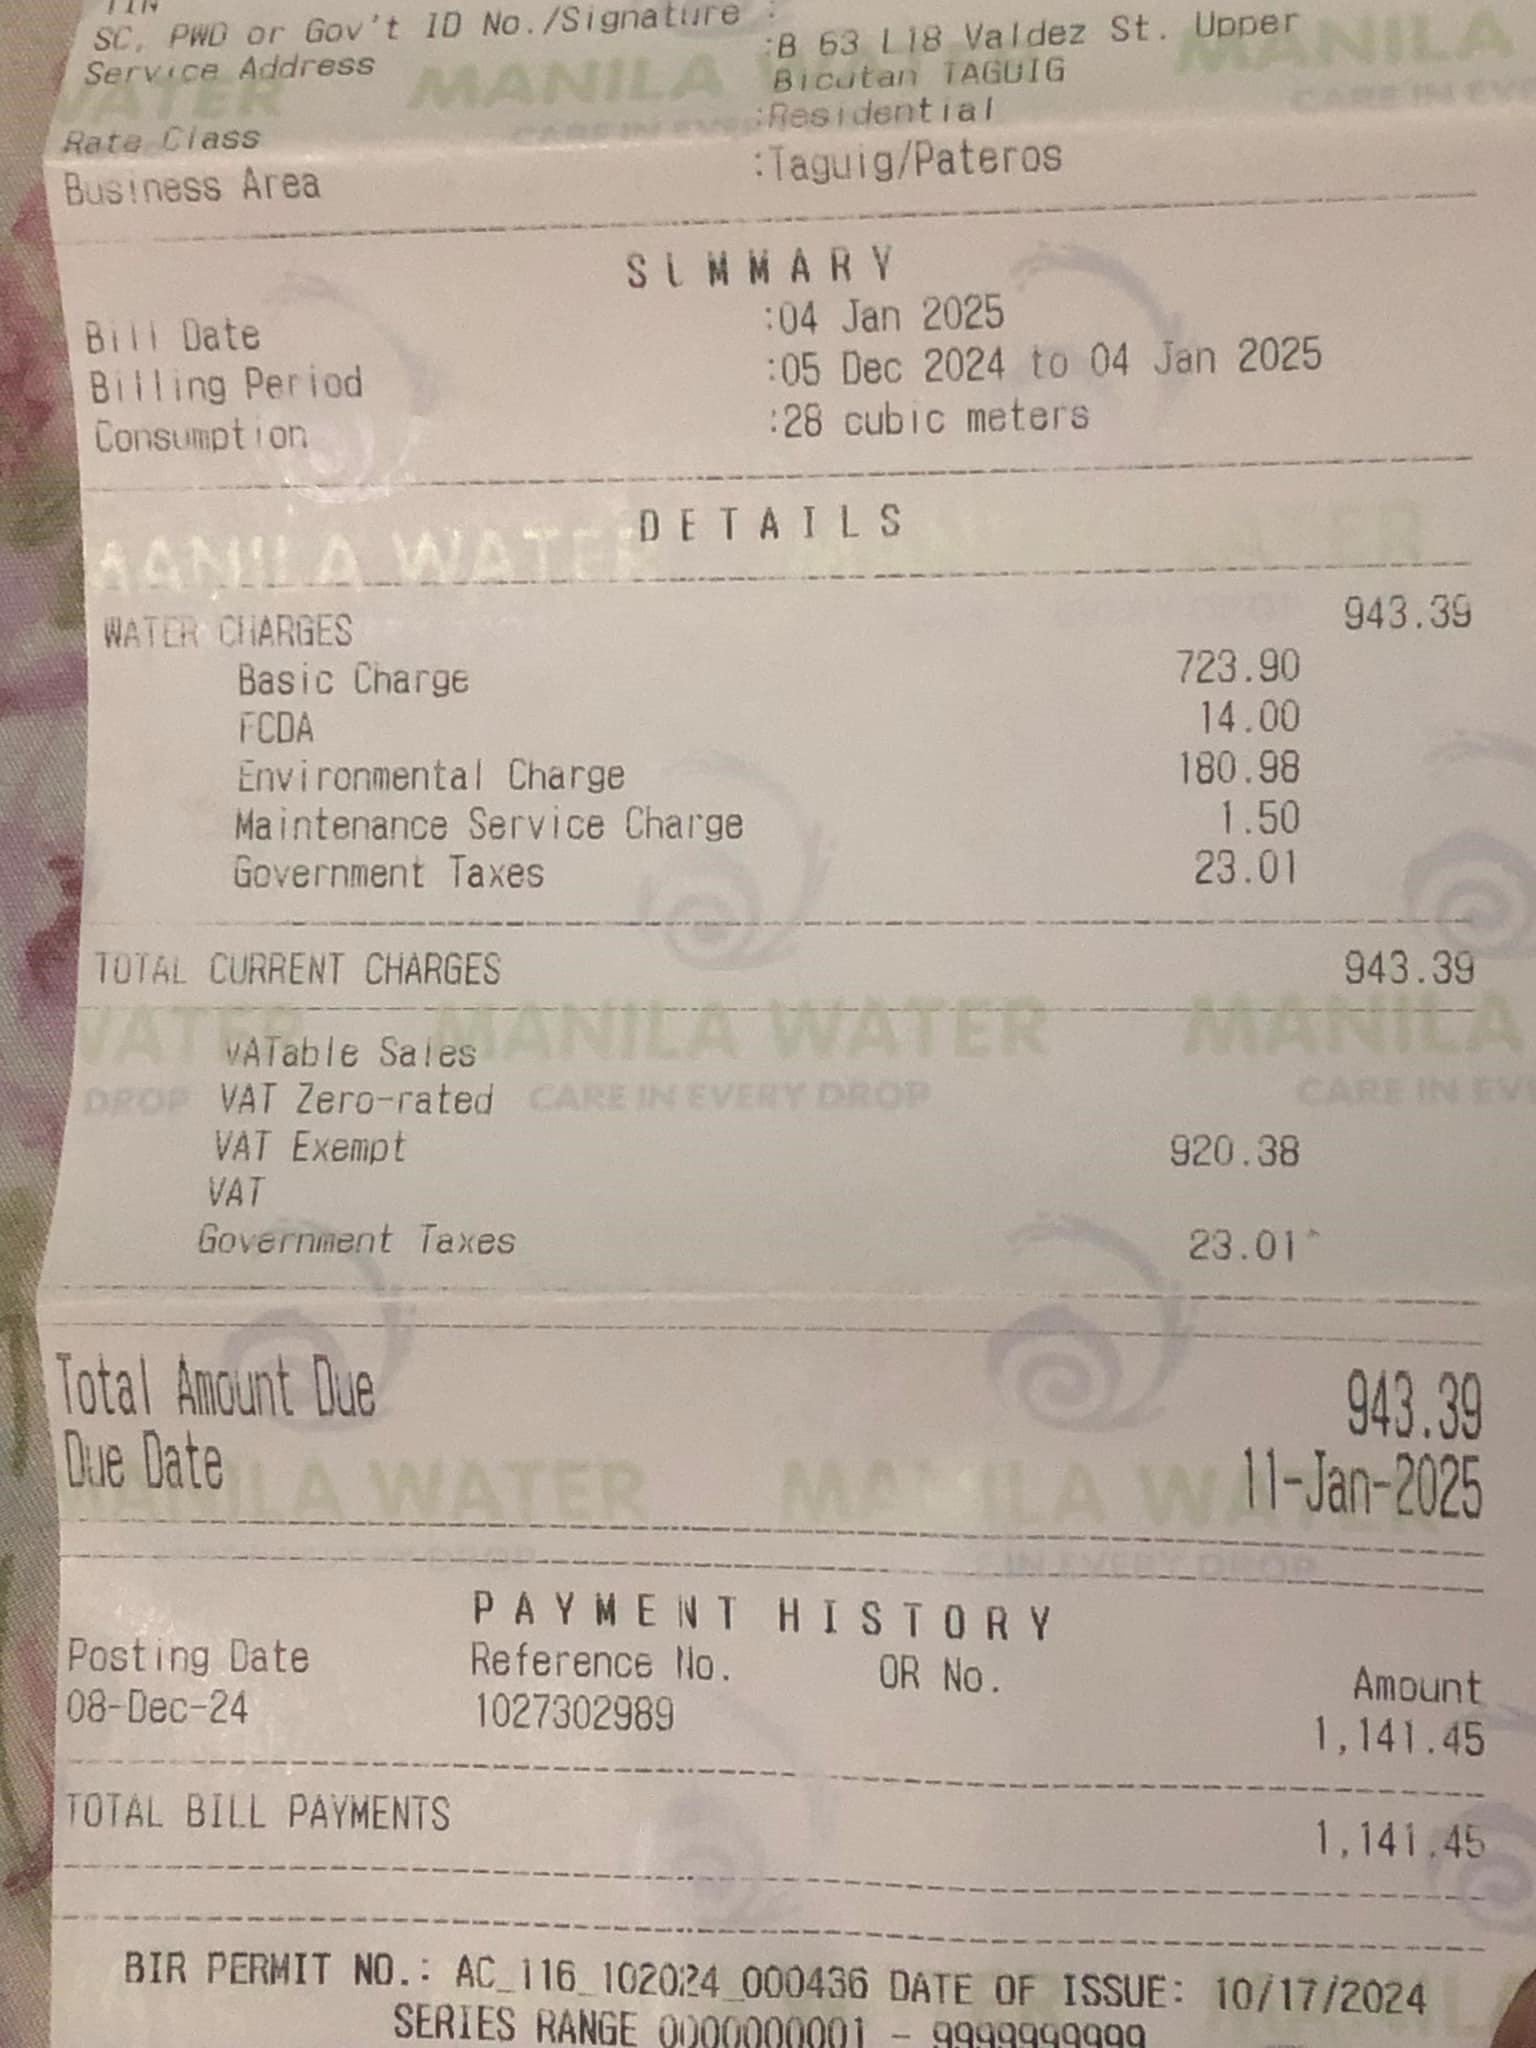 TIN
SC, PWD or Gov't ID No./Signature :
Service Address :B 63 L18 Valdez St. Upper
Bicutan TAGUIG
Rate Class :Residential
Business Area :Taguig/Pateros
SUMMARY
Bill Date :04 Jan 2025
Billing Period :05 Dec 2024 to 04 Jan 2025
Consumption :28 cubic meters
DETAILS
WATER CHARGES 943.39
Basic Charge 723.90
FCDA 14.00
Environmental Charge 180.98
Maintenance Service Charge 1.50
Government Taxes 23.01
TOTAL CURRENT CHARGES 943.39
VATable Sales
VAT Zero-rated
VAT Exempt 920.38
VAT
Government Taxes 23.01
Total Amount Due 943.39
Due Date 11-Jan-2025
PAYMENT HISTORY
Posting Date Reference No. OR No. Amount
08-Dec-24 1027302989 1,141.45
TOTAL BILL PAYMENTS 1,141.45
BIR PERMIT NO.: AC_116_102024_000436 DATE OF ISSUE: 10/17/2024
SERIES RANGE 0000000001 - 9999999999
MANILA WATER
CARE IN EVERY DROP